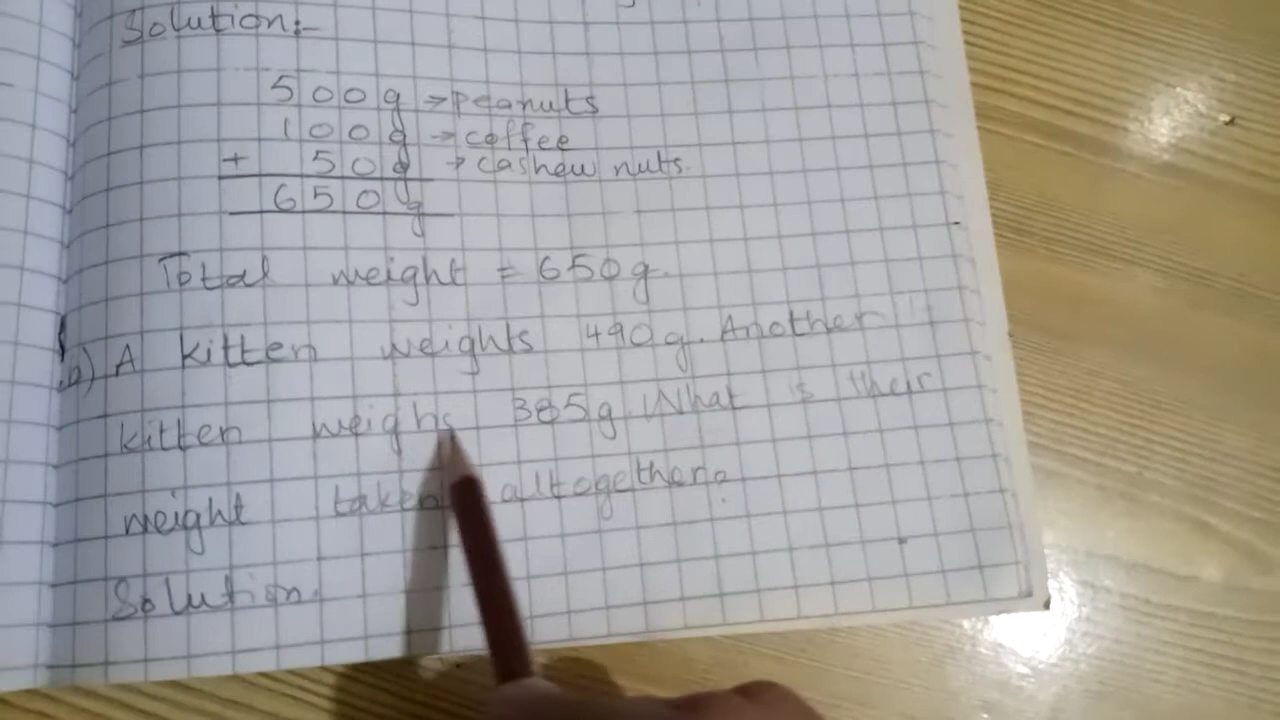 Solution:-
500g → peanuts
100g → coffee
+ 50g → cashew nuts.
650g
Total weight = 650g.
b) A kitten weights 490g. Another
kitten weighs 385g. What is their
weight taken altogether?
Solution.